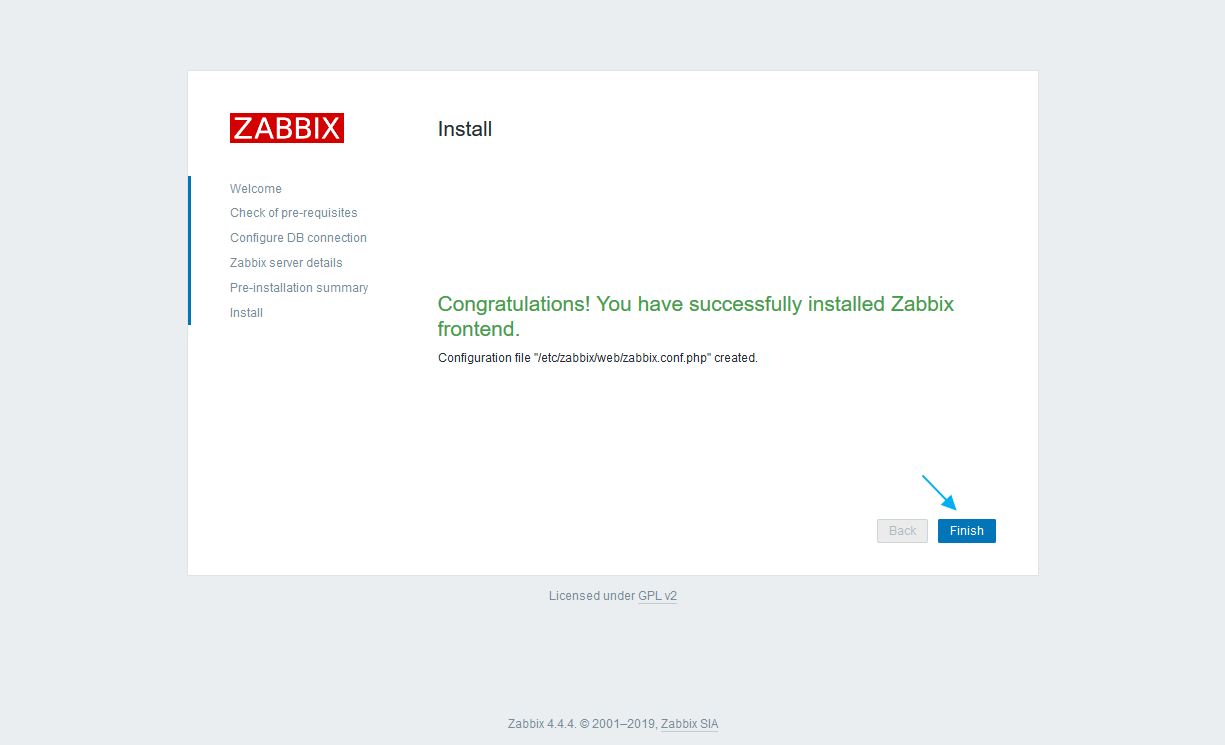 ZABBIX
Install
Welcome
Check of pre-requisites
Configure DB connection
Zabbix server details
Pre-installation summary
Install
Congratulations! You have successfully installed Zabbix
frontend.
Configuration file "/etc/zabbix/web/zabbix.conf.php" created.
Back
Finish
Licensed under GPL v2
Zabbix 4.4.4. © 2001–2019, Zabbix SIA